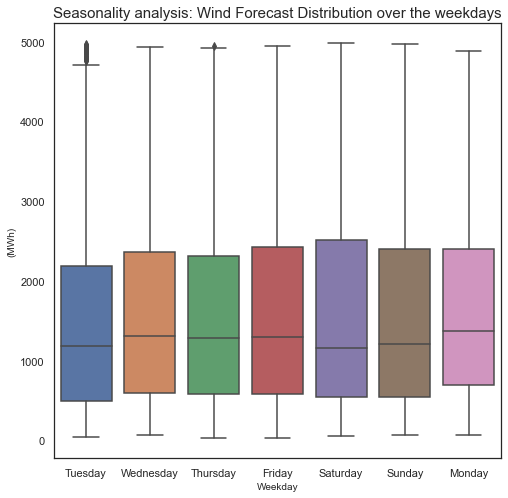 Seasonality analysis: Wind Forecast Distribution over the weekdays
5000
4000
3000
2000
1000
0
(MWh)
Tuesday Wednesday Thursday Friday Saturday Sunday Monday
Weekday